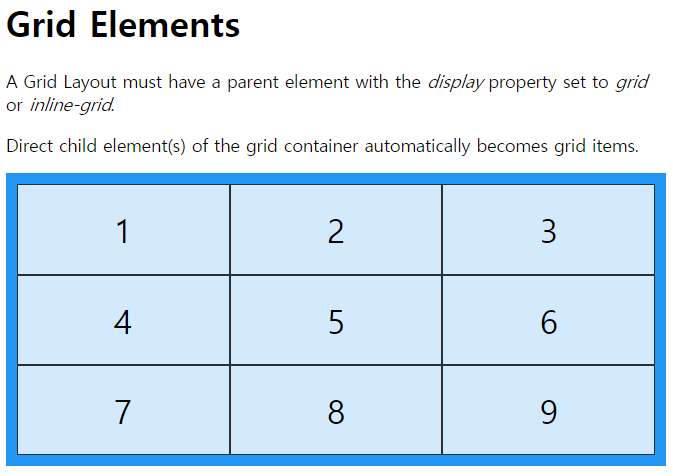 Grid Elements
A Grid Layout must have a parent element with the display property set to grid
or inline-grid.
Direct child element(s) of the grid container automatically becomes grid items.
1 2 3
4 5 6
7 8 9